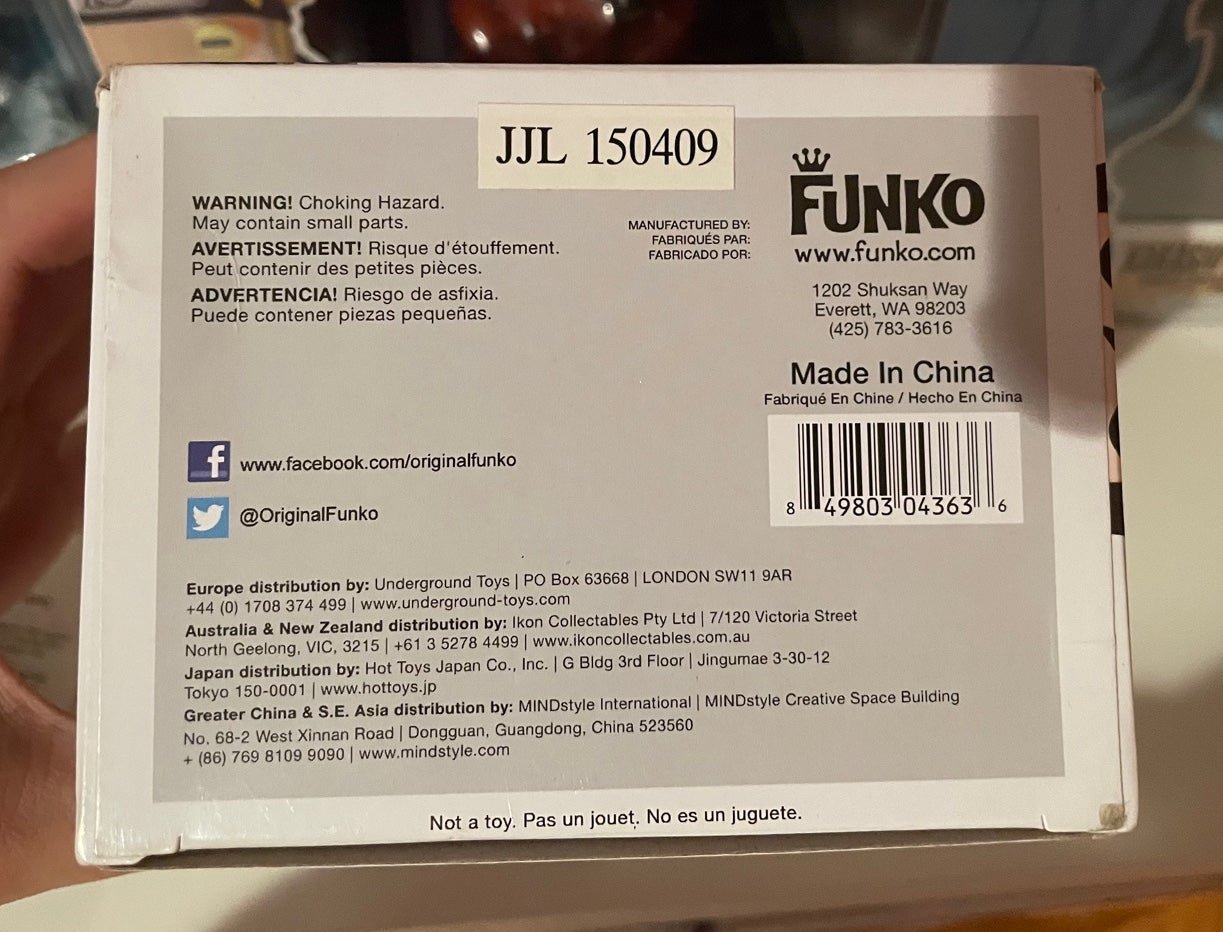 JJL 150409
WARNING! Choking Hazard.
May contain small parts.
AVERTISSEMENT! Risque d'étouffement.
Peut contenir des petites pièces.
ADVERTENCIA! Riesgo de asfixia.
Puede contener piezas pequeñas.
MANUFACTURED BY:
FABRIQUÉS PAR:
FABRICADO POR:
FUNKO
www.funko.com
1202 Shuksan Way
Everett, WA 98203
(425) 783-3616
Made In China
Fabriqué En Chine / Hecho En China
8 49803 04363 6
f www.facebook.com/originalfunko
@OriginalFunko
Europe distribution by: Underground Toys | PO Box 63668 | LONDON SW11 9AR
+44 (0) 1708 374 499 | www.underground-toys.com
Australia & New Zealand distribution by: Ikon Collectables Pty Ltd | 7/120 Victoria Street
North Geelong, VIC, 3215 | +61 3 5278 4499 | www.ikoncollectables.com.au
Japan distribution by: Hot Toys Japan Co., Inc. | G Bldg 3rd Floor | Jingumae 3-30-12
Tokyo 150-0001 | www.hottoys.jp
Greater China & S.E. Asia distribution by: MINDstyle International | MINDstyle Creative Space Building
No. 68-2 West Xinnan Road | Dongguan, Guangdong, China 523560
+ (86) 769 8109 9090 | www.mindstyle.com
Not a toy. Pas un jouet. No es un juguete.